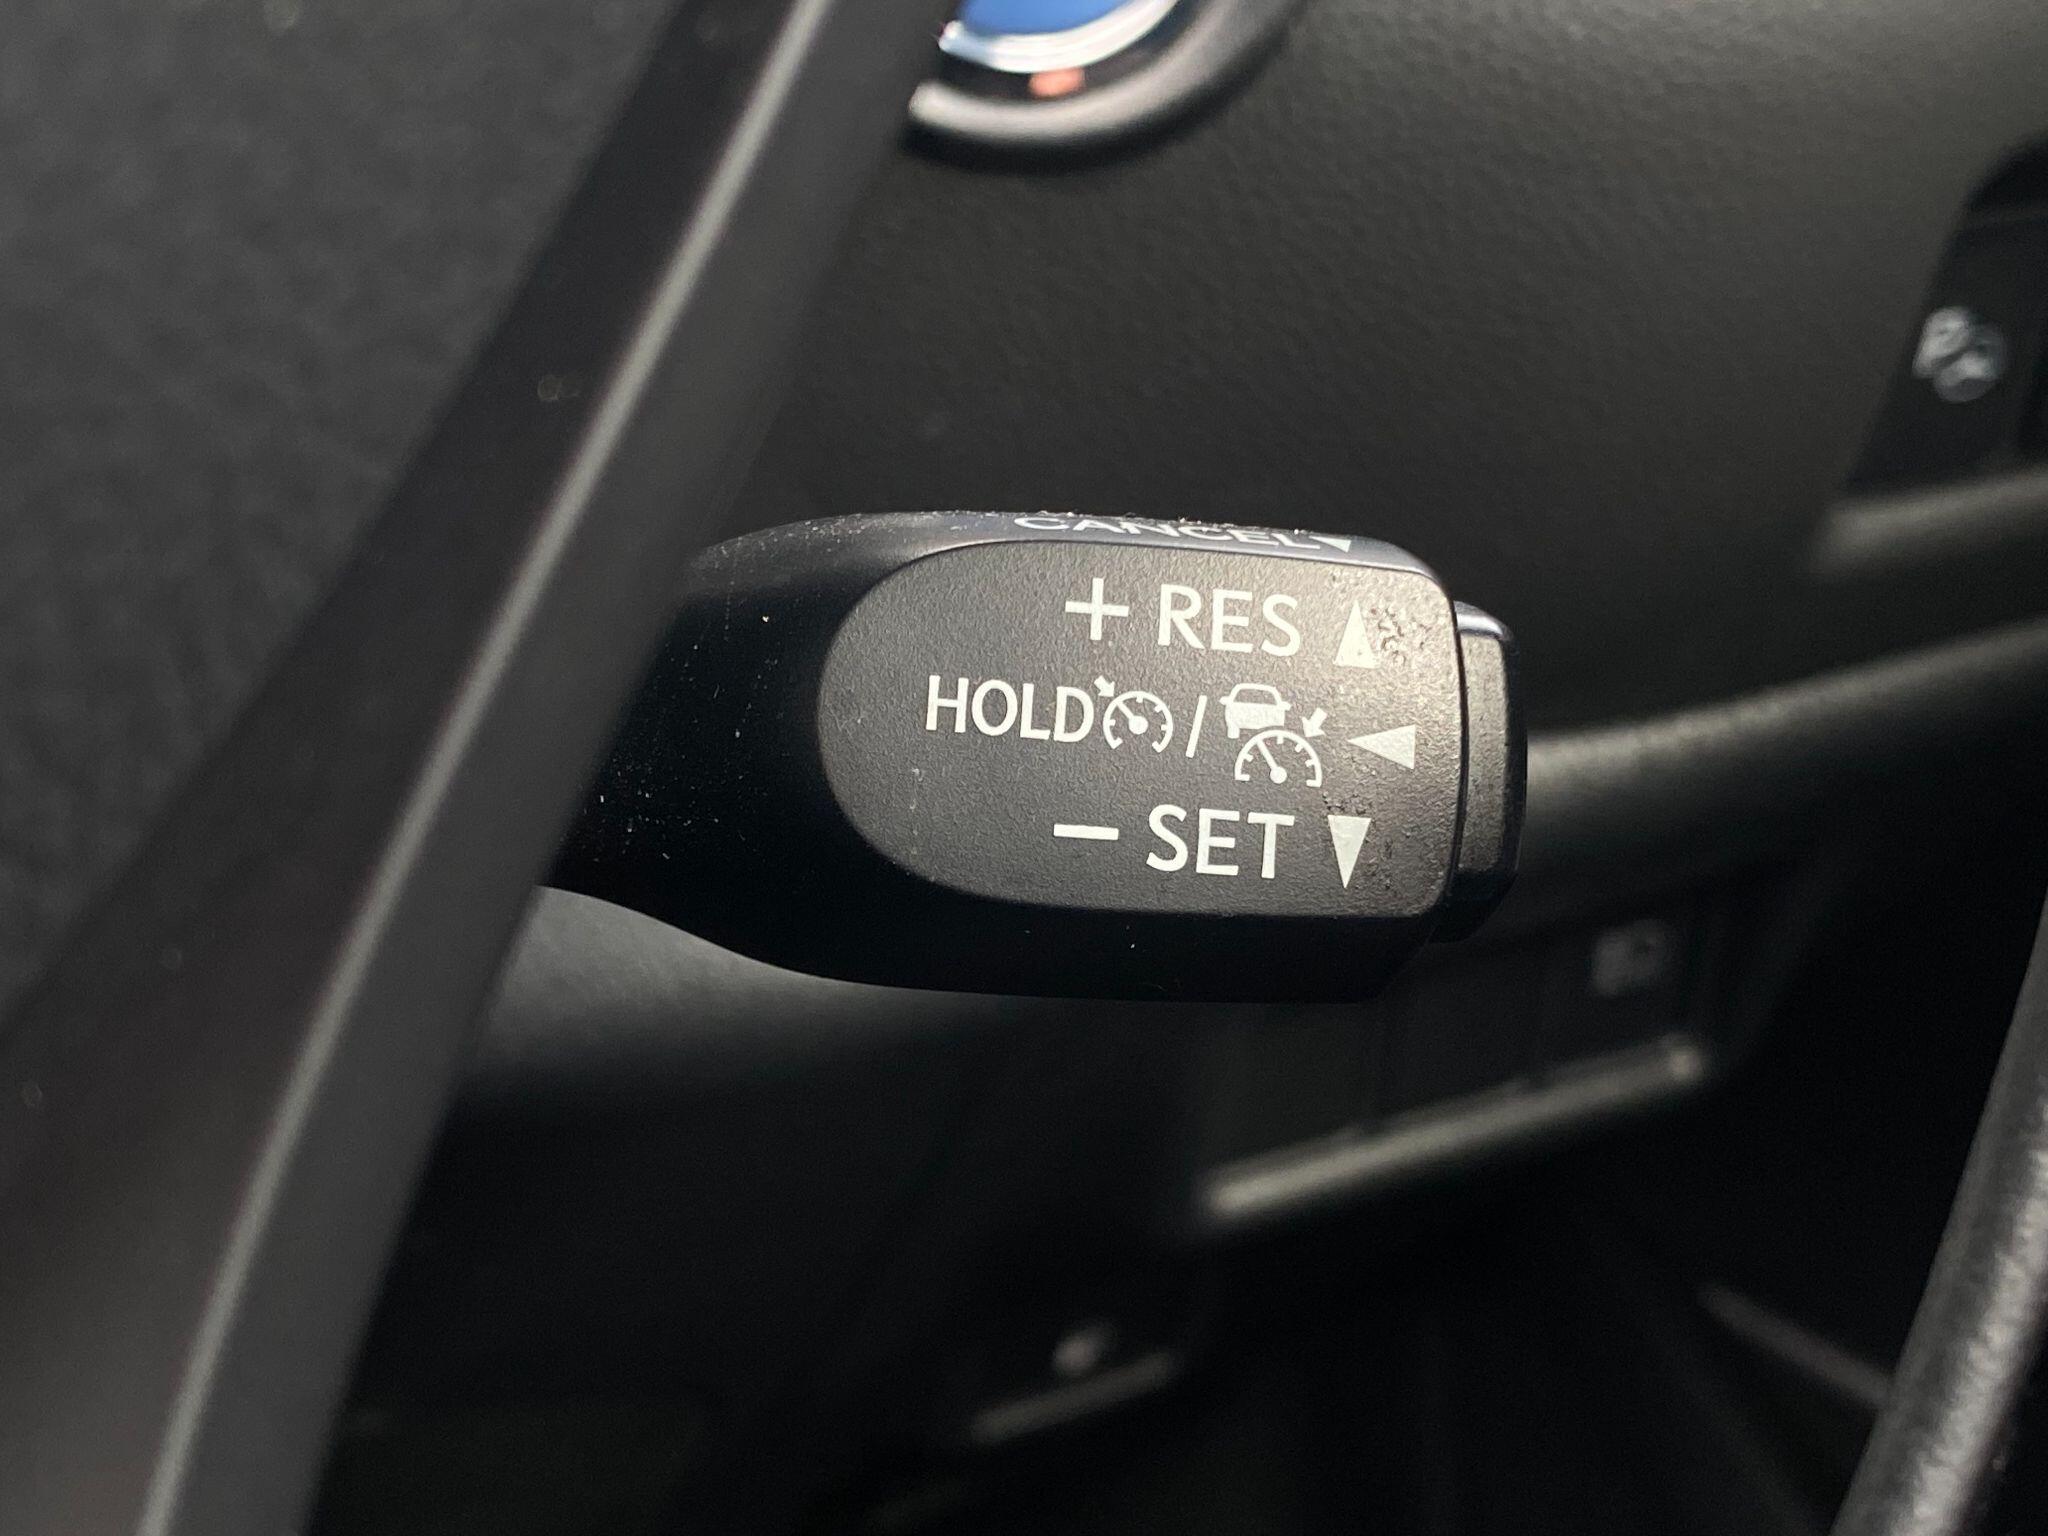 CANCEL
+ RES
HOLD /
− SET